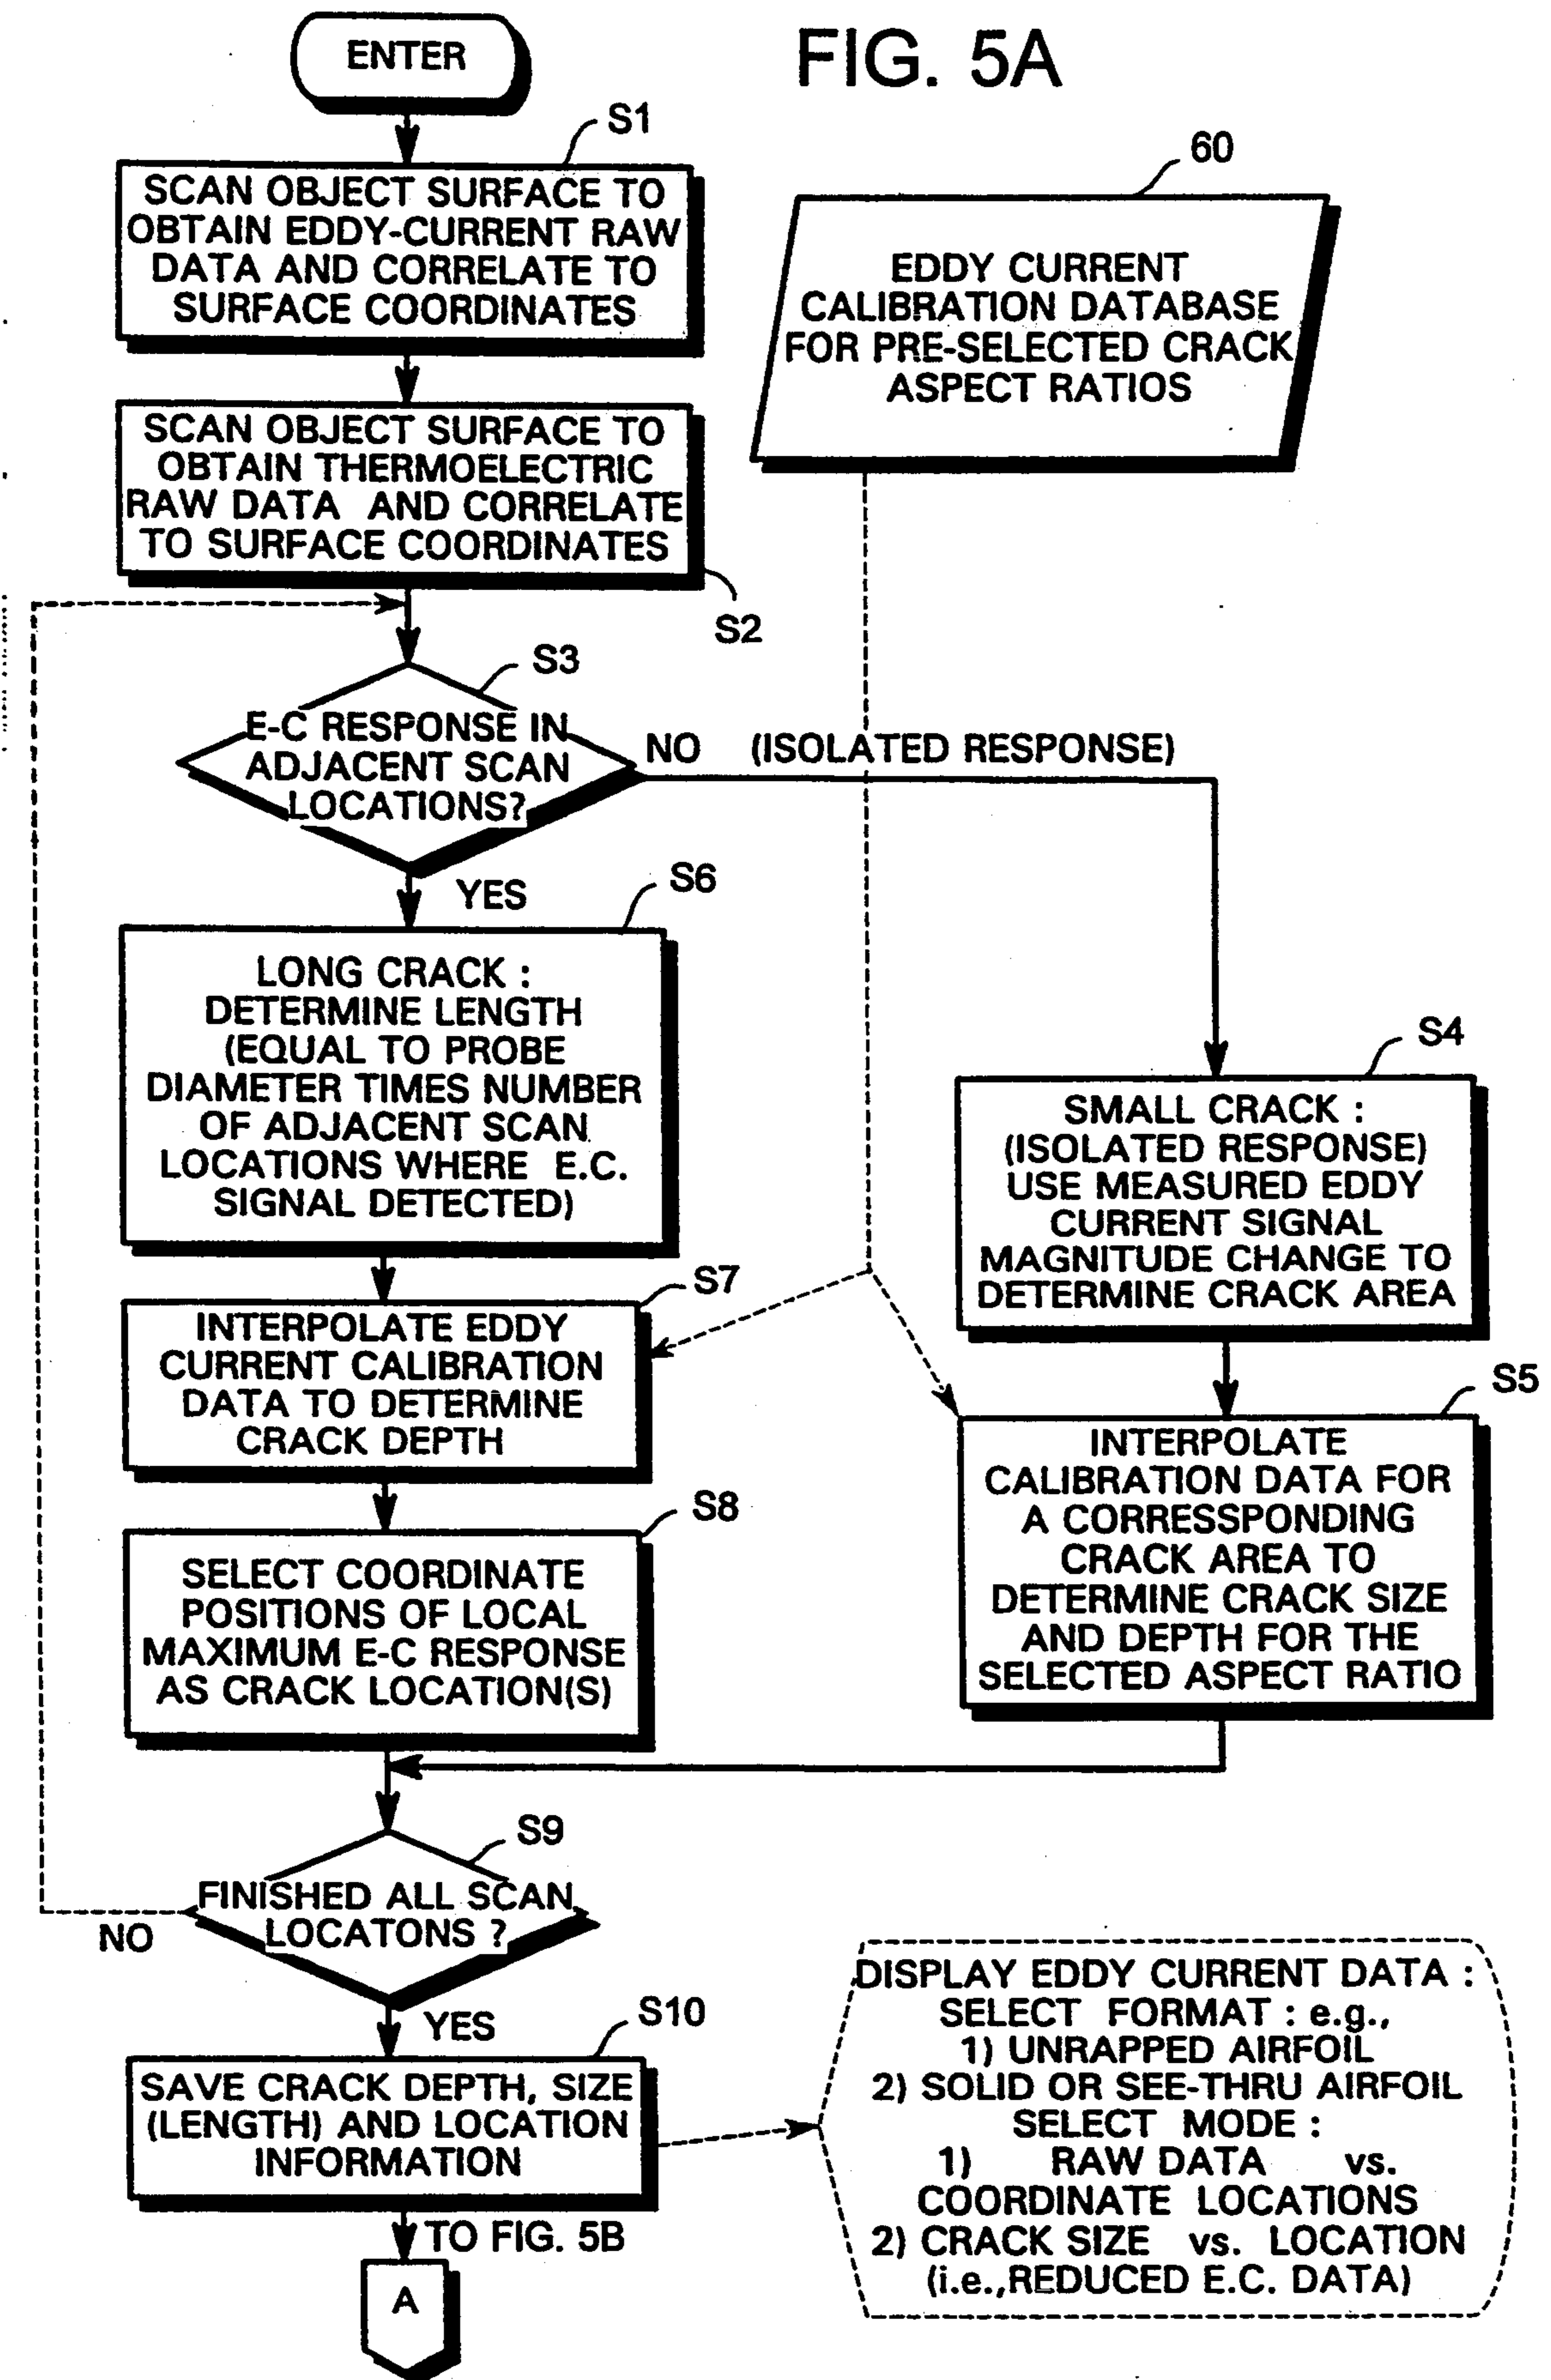 FIG. 5A
ENTER
S1
SCAN OBJECT SURFACE TO
OBTAIN EDDY-CURRENT RAW
DATA AND CORRELATE TO
SURFACE COORDINATES
60
EDDY CURRENT
CALIBRATION DATABASE
FOR PRE-SELECTED CRACK
ASPECT RATIOS
SCAN OBJECT SURFACE TO
OBTAIN THERMOELECTRIC
RAW DATA AND CORRELATE
TO SURFACE COORDINATES
S2
S3
E-C RESPONSE IN
ADJACENT SCAN
LOCATIONS?
NO (ISOLATED RESPONSE)
YES
S6
LONG CRACK :
DETERMINE LENGTH
(EQUAL TO PROBE
DIAMETER TIMES NUMBER
OF ADJACENT SCAN
LOCATIONS WHERE E.C.
SIGNAL DETECTED)
S4
SMALL CRACK :
(ISOLATED RESPONSE)
USE MEASURED EDDY
CURRENT SIGNAL
MAGNITUDE CHANGE TO
DETERMINE CRACK AREA
S7
INTERPOLATE EDDY
CURRENT CALIBRATION
DATA TO DETERMINE
CRACK DEPTH
S5
INTERPOLATE
CALIBRATION DATA FOR
A CORRESSPONDING
CRACK AREA TO
DETERMINE CRACK SIZE
AND DEPTH FOR THE
SELECTED ASPECT RATIO
S8
SELECT COORDINATE
POSITIONS OF LOCAL
MAXIMUM E-C RESPONSE
AS CRACK LOCATION(S)
S9
FINISHED ALL SCAN
LOCATONS ?
NO
YES
S10
SAVE CRACK DEPTH, SIZE
(LENGTH) AND LOCATION
INFORMATION
DISPLAY EDDY CURRENT DATA :
SELECT FORMAT : e.g.,
1) UNRAPPED AIRFOIL
2) SOLID OR SEE-THRU AIRFOIL
SELECT MODE :
1) RAW DATA vs.
COORDINATE LOCATIONS
2) CRACK SIZE vs. LOCATION
(i.e.,REDUCED E.C. DATA)
TO FIG. 5B
A